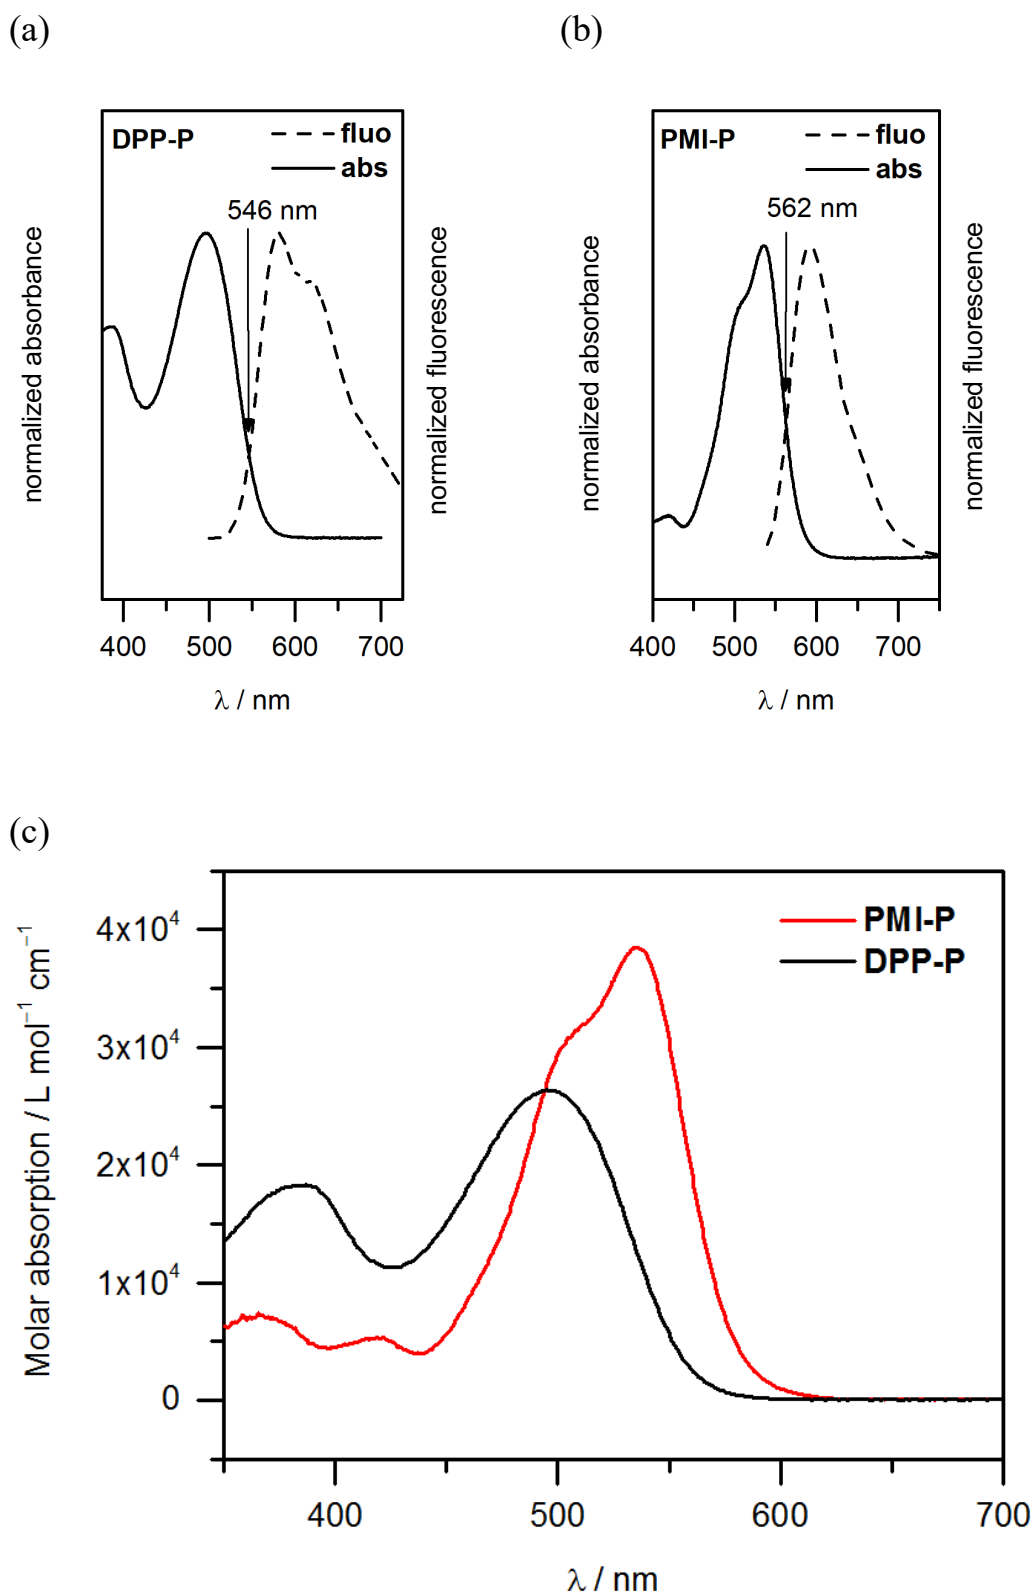 (a)
(b)
DPP-P
fluo
abs
546 nm
normalized absorbance
normalized fluorescence
400 500 600 700
λ / nm
PMI-P
fluo
abs
562 nm
normalized absorbance
normalized fluorescence
400 500 600 700
λ / nm
(c)
PMI-P
DPP-P
Molar absorption / L mol⁻¹ cm⁻¹
4x10⁴
3x10⁴
2x10⁴
1x10⁴
0
400 500 600 700
λ / nm